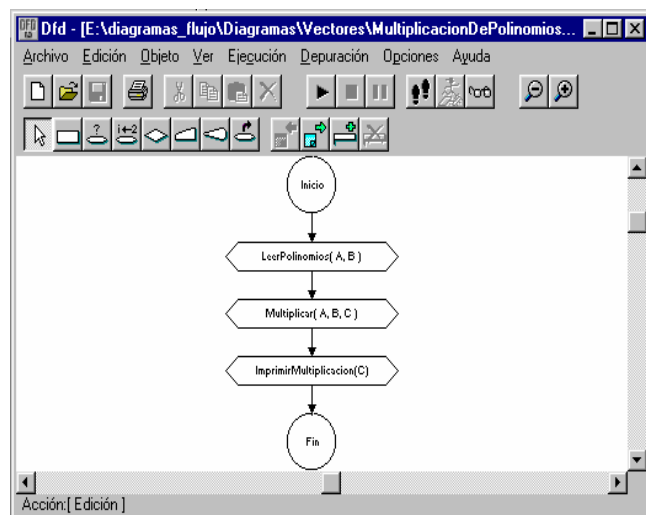 Dfd - [E:\diagramas_flujo\Diagramas\Vectores\MultiplicacionDePolinomios...
Archivo Edición Objeto Ver Ejecución Depuración Opciones Ayuda
Inicio
LeerPolinomios( A, B )
Multiplicar( A, B, C )
ImprimirMultiplicacion(C)
Fin
Acción:[ Edición ]